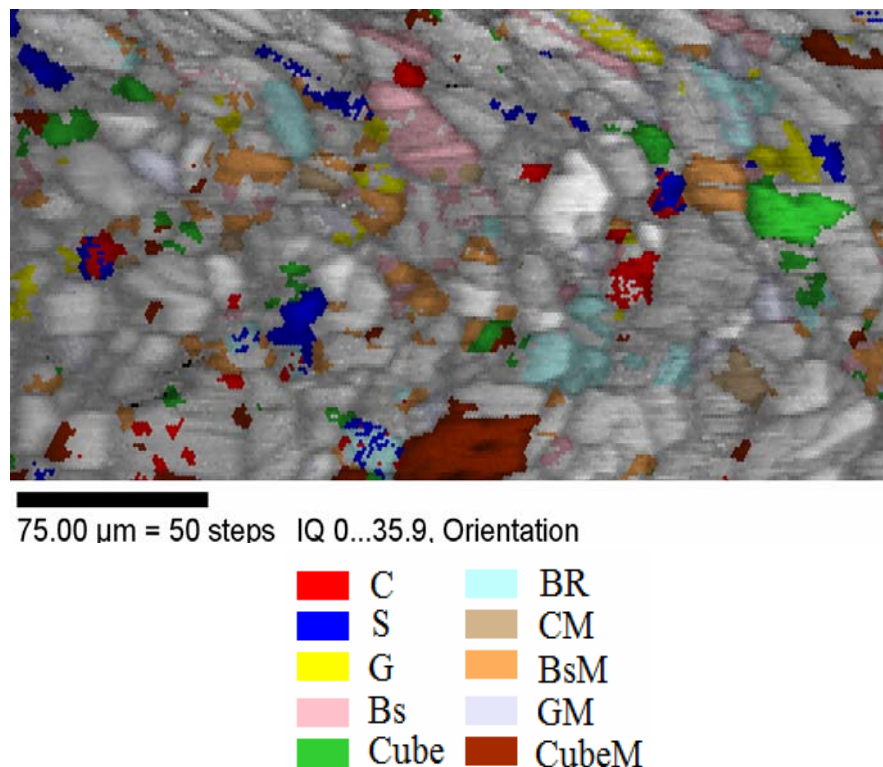 75.00 µm = 50 steps IQ 0...35.9, Orientation
C
BR
S
CM
G
BsM
Bs
GM
Cube
CubeM